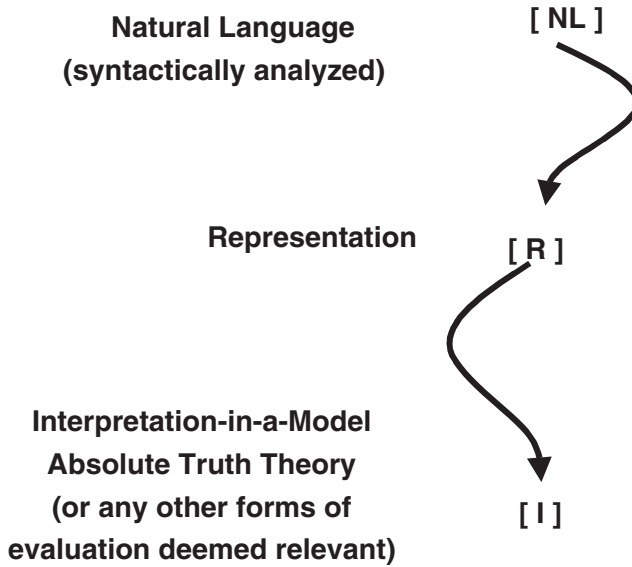 Natural Language
(syntactically analyzed)
[ NL ]
Representation
[ R ]
Interpretation-in-a-Model
Absolute Truth Theory
(or any other forms of
evaluation deemed relevant)
[ I ]